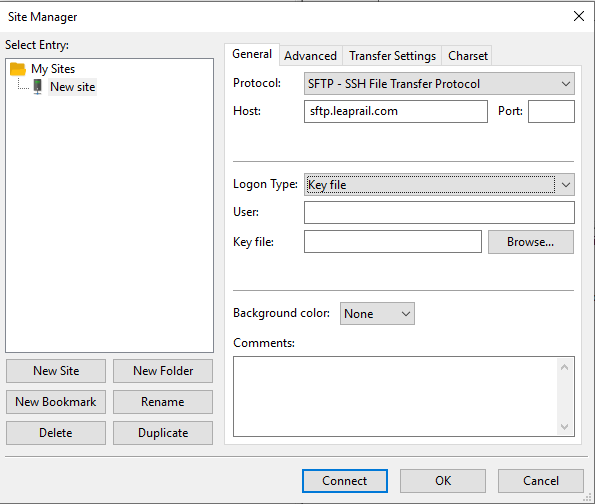 Site Manager
Select Entry:
My Sites
New site
New Site
New Folder
New Bookmark
Rename
Delete
Duplicate
General
Advanced
Transfer Settings
Charset
Protocol:
SFTP - SSH File Transfer Protocol
Host:
sftp.leaprail.com
Port:
Logon Type:
Key file
User:
Key file:
Browse...
Background color:
None
Comments:
Connect
OK
Cancel